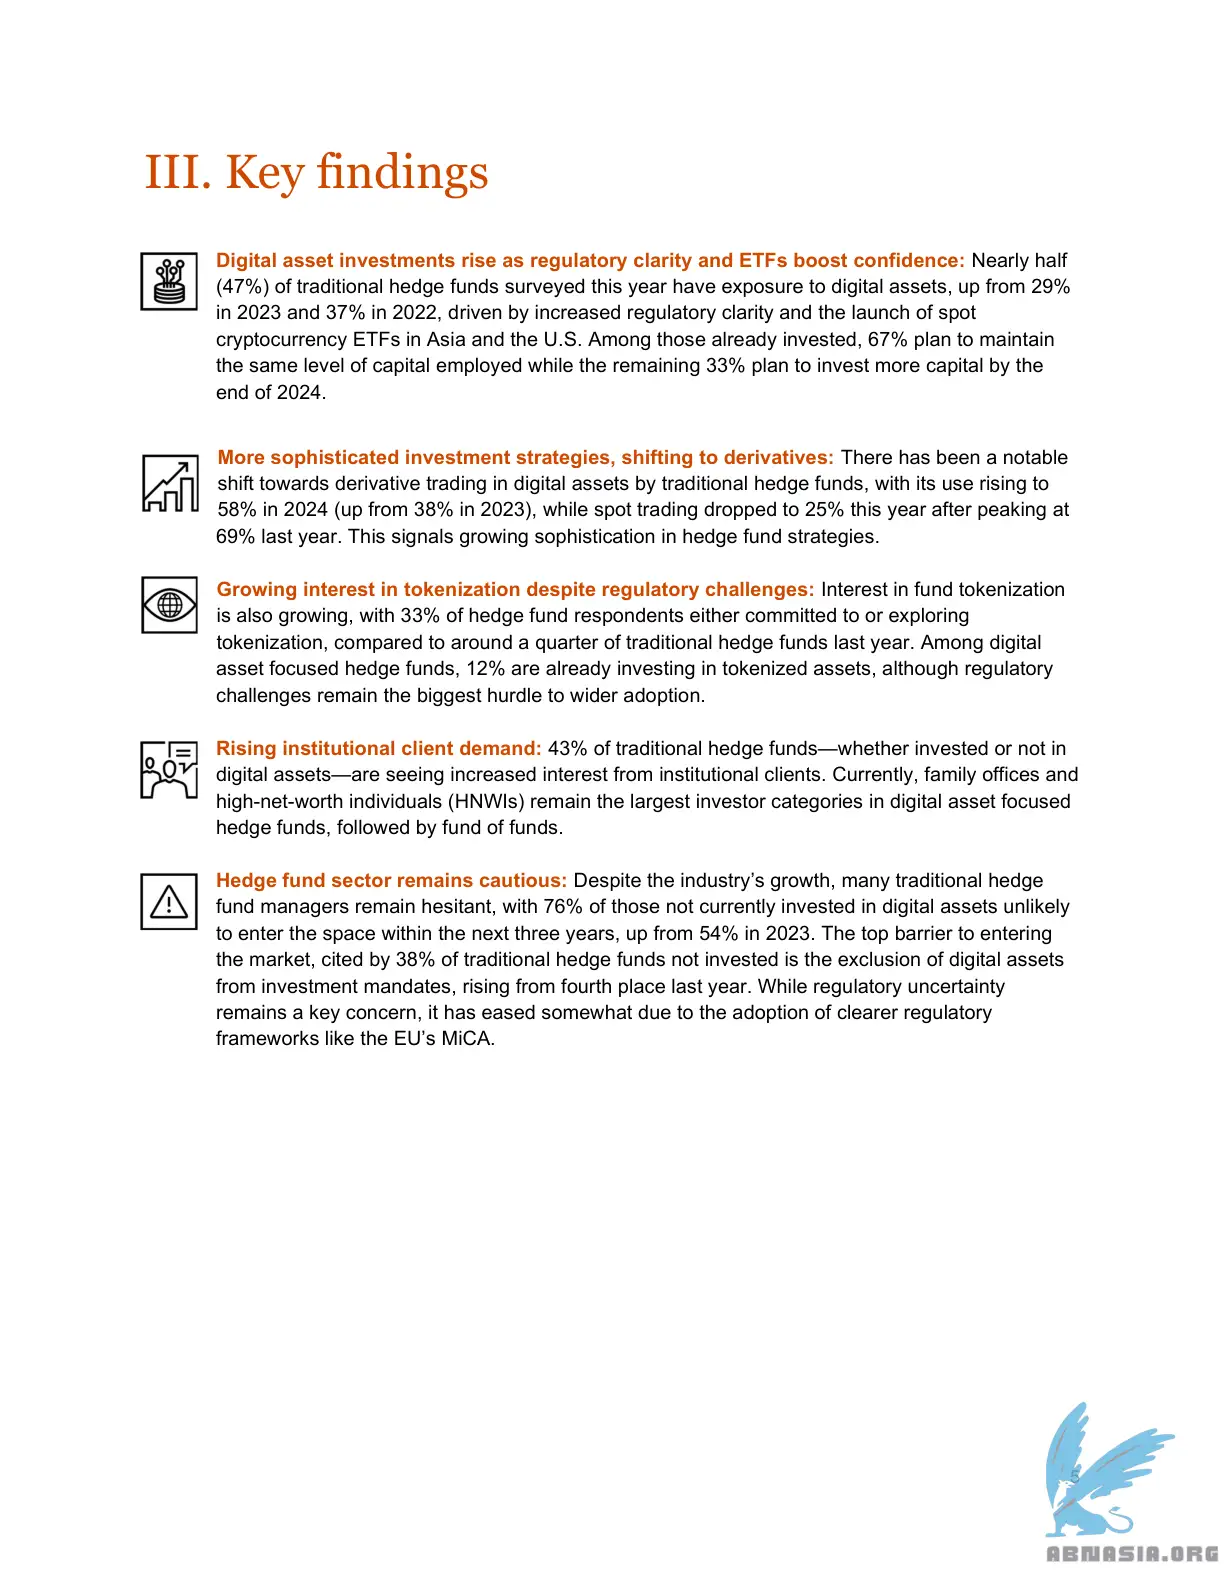 III. Key findings
Digital asset investments rise as regulatory clarity and ETFs boost confidence: Nearly half
(47%) of traditional hedge funds surveyed this year have exposure to digital assets, up from 29%
in 2023 and 37% in 2022, driven by increased regulatory clarity and the launch of spot
cryptocurrency ETFs in Asia and the U.S. Among those already invested, 67% plan to maintain
the same level of capital employed while the remaining 33% plan to invest more capital by the
end of 2024.
More sophisticated investment strategies, shifting to derivatives: There has been a notable
shift towards derivative trading in digital assets by traditional hedge funds, with its use rising to
58% in 2024 (up from 38% in 2023), while spot trading dropped to 25% this year after peaking at
69% last year. This signals growing sophistication in hedge fund strategies.
Growing interest in tokenization despite regulatory challenges: Interest in fund tokenization
is also growing, with 33% of hedge fund respondents either committed to or exploring
tokenization, compared to around a quarter of traditional hedge funds last year. Among digital
asset focused hedge funds, 12% are already investing in tokenized assets, although regulatory
challenges remain the biggest hurdle to wider adoption.
Rising institutional client demand: 43% of traditional hedge funds—whether invested or not in
digital assets—are seeing increased interest from institutional clients. Currently, family offices and
high-net-worth individuals (HNWIs) remain the largest investor categories in digital asset focused
hedge funds, followed by fund of funds.
Hedge fund sector remains cautious: Despite the industry’s growth, many traditional hedge
fund managers remain hesitant, with 76% of those not currently invested in digital assets unlikely
to enter the space within the next three years, up from 54% in 2023. The top barrier to entering
the market, cited by 38% of traditional hedge funds not invested is the exclusion of digital assets
from investment mandates, rising from fourth place last year. While regulatory uncertainty
remains a key concern, it has eased somewhat due to the adoption of clearer regulatory
frameworks like the EU’s MiCA.
ABNASIA.ORG